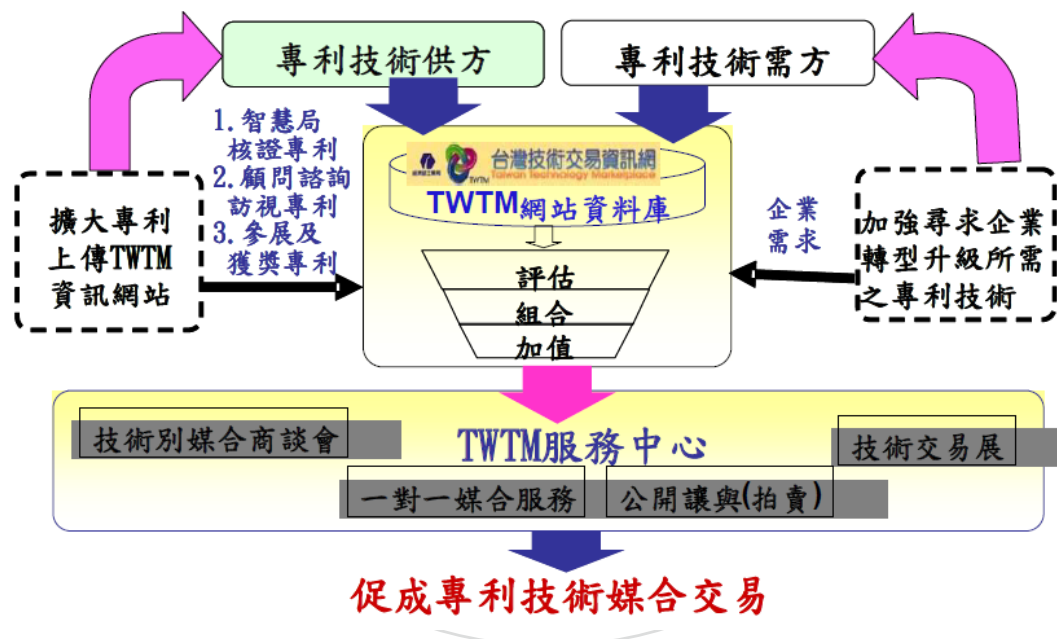 專利技術供方
專利技術需方
1.智慧局
核證專利
2.顧問諮詢
訪視專利
3.參展及
獲獎專利
擴大專利
上傳TWTM
資訊網站
台灣技術交易資訊網
TWTM
Taiwan Technology Marketplace
TWTM網站資料庫
評估
組合
加值
企業
需求
加強尋求企業
轉型升級所需
之專利技術
技術別媒合商談會
TWTM服務中心
技術交易展
一對一媒合服務
公開讓與(拍賣)
促成專利技術媒合交易